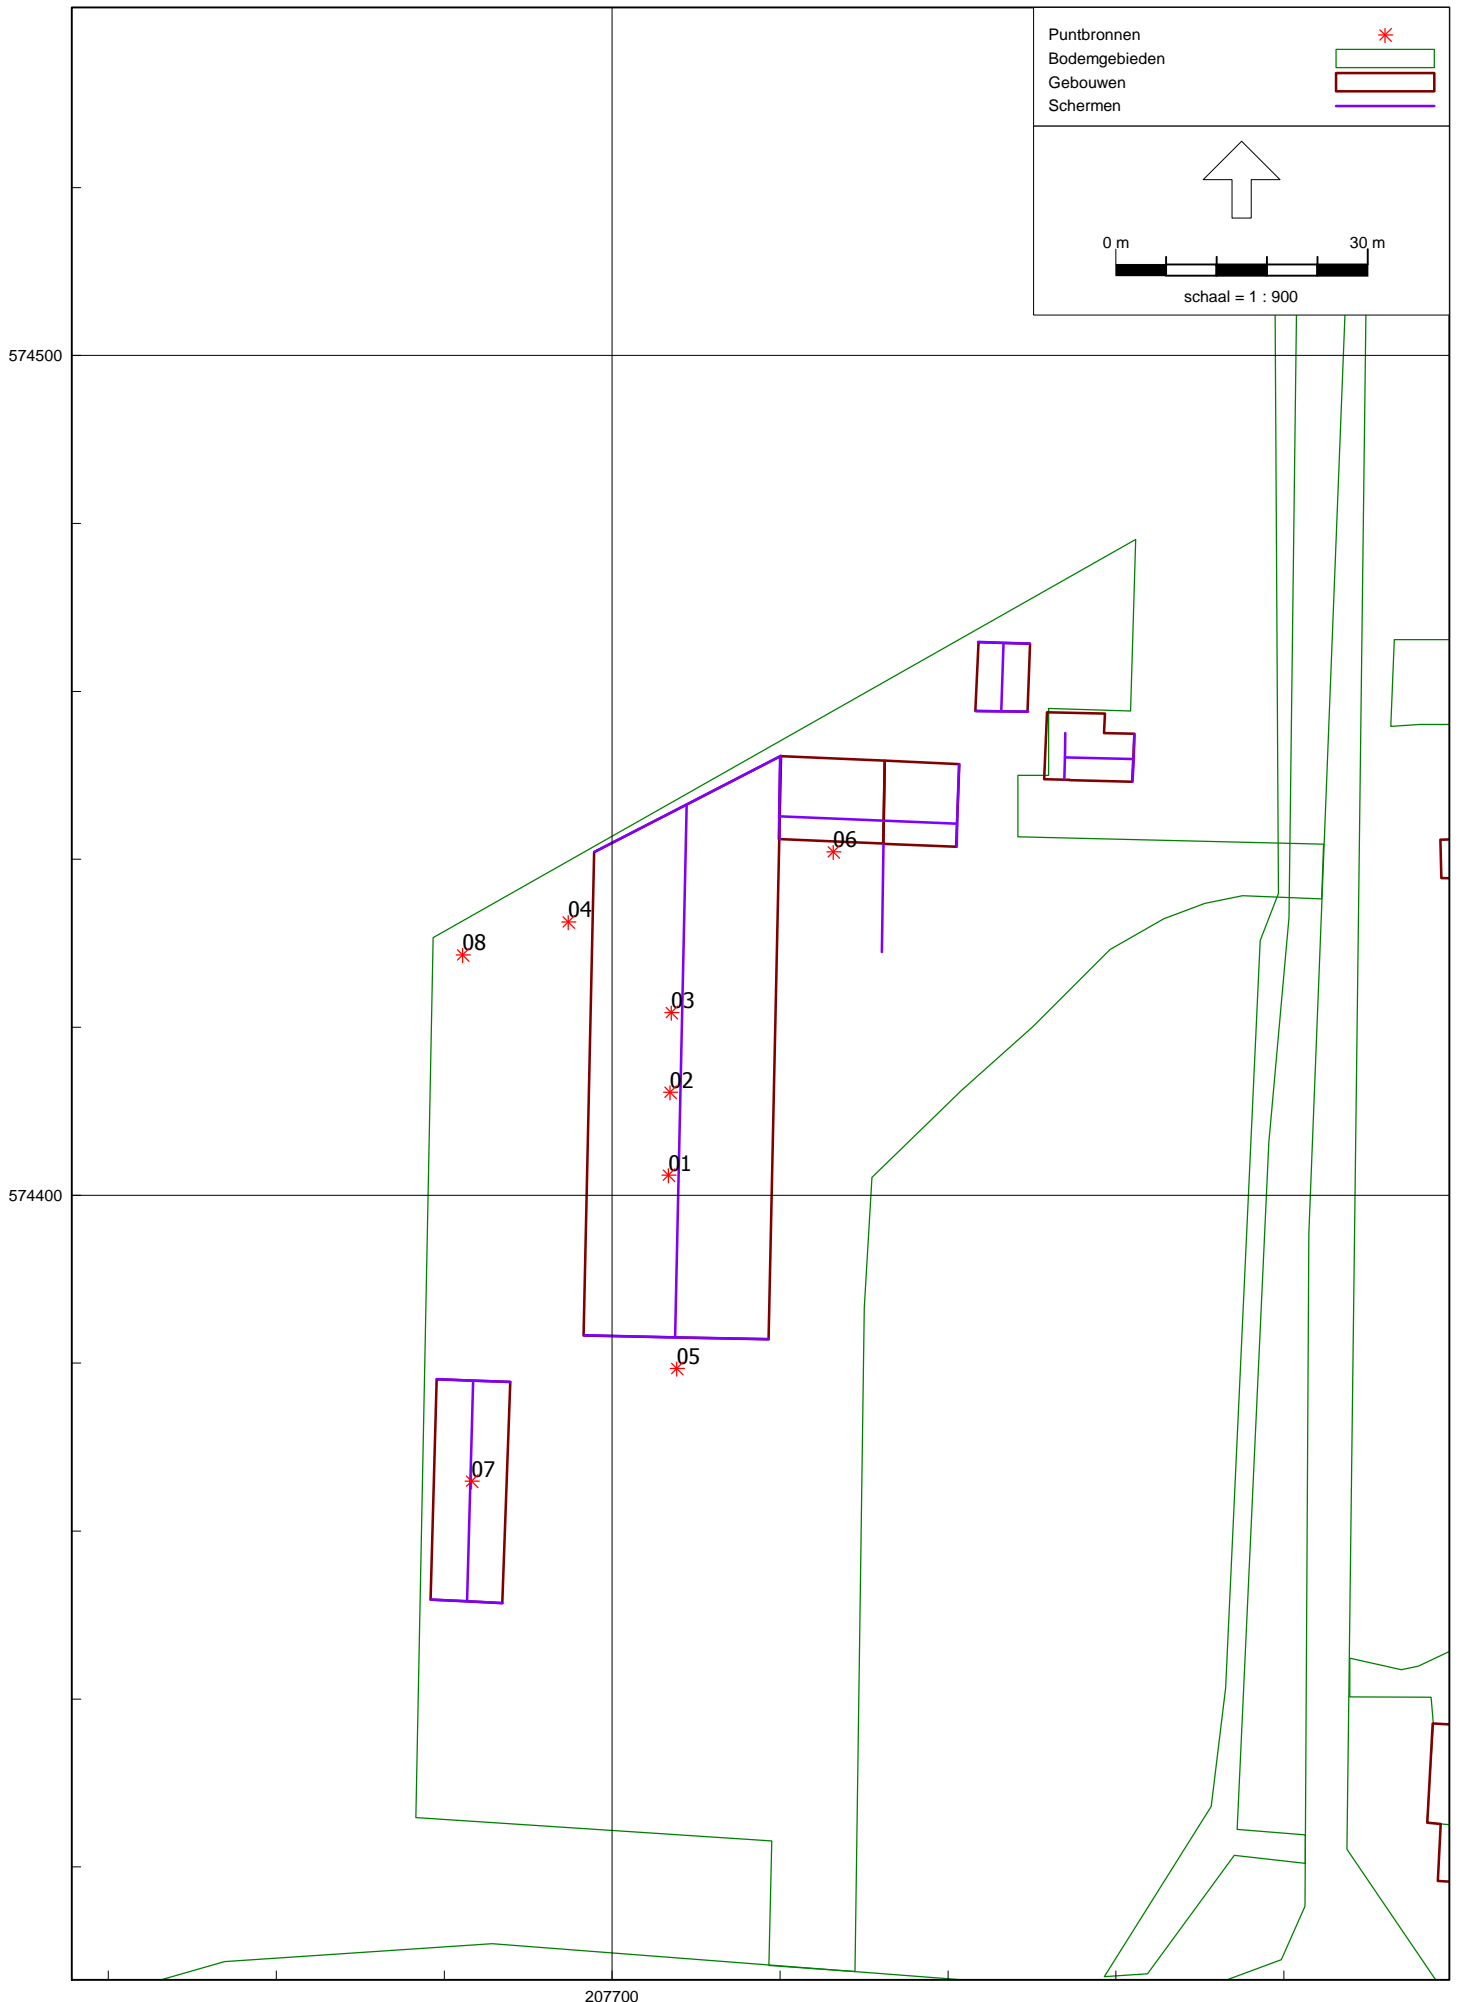 Puntbronnen
Bodemgebieden
Gebouwen
Schermen
0 m 30 m
schaal = 1 : 900
574500
06
04
08
03
02
01
574400
05
07
207700